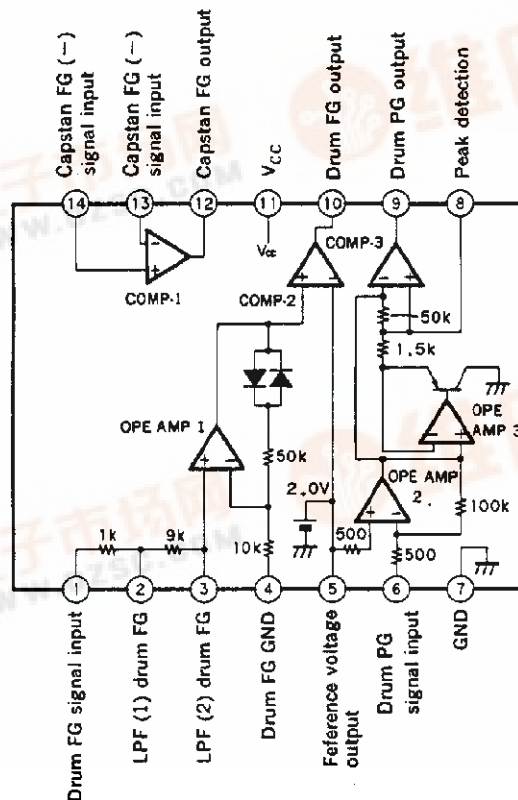 Capstan FG (−)
signal input
Capstan FG (−)
signal input
Capstan FG output
VCC
Drum FG output
Drum PG output
Peak detection
14
13
12
11
10
9
8
Vcc
COMP-1
COMP-2
COMP-3
50k
1.5k
OPE AMP 1
OPE
AMP 3
50k
OPE AMP
2.
2.0V
100k
1k
9k
10k
500
500
1
2
3
4
5
6
7
Drum FG signal input
LPF (1) drum FG
LPF (2) drum FG
Drum FG GND
Feference voltage
output
Drum PG
signal input
GND